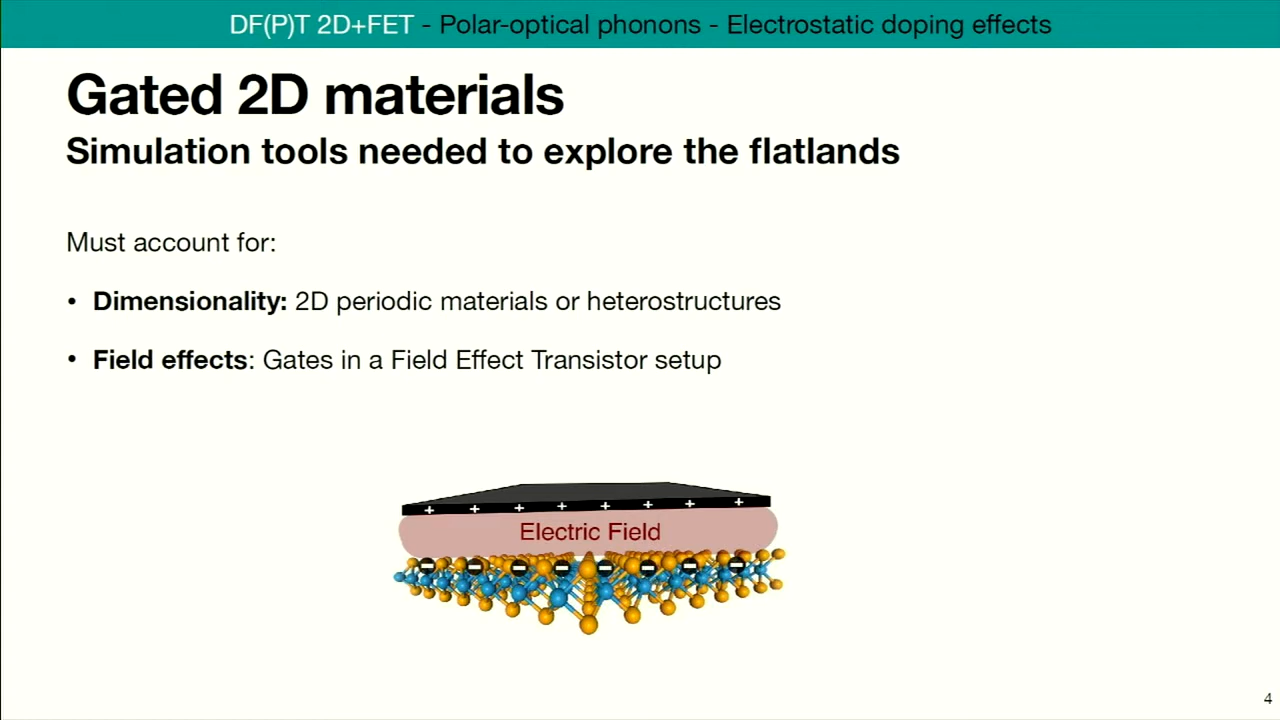 DF(P)T 2D+FET - Polar-optical phonons - Electrostatic doping effects
Gated 2D materials
Simulation tools needed to explore the flatlands
Must account for:
• Dimensionality: 2D periodic materials or heterostructures
• Field effects: Gates in a Field Effect Transistor setup
+ + + + + + + +
Electric Field
− − − − − − − −
4